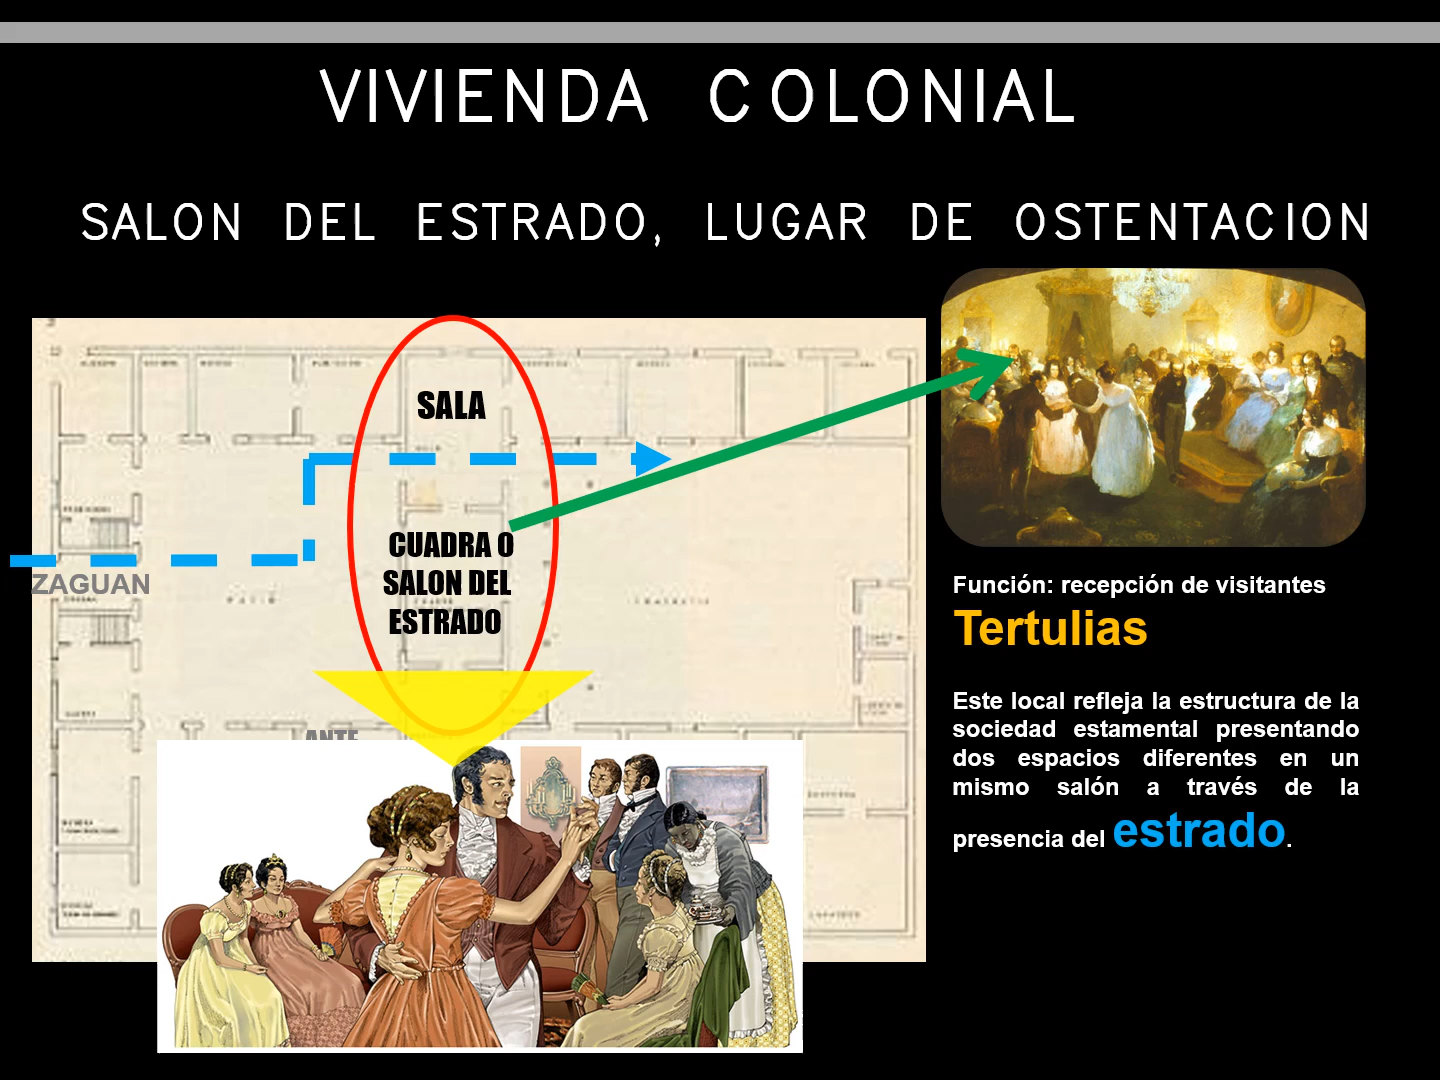 VIVIENDA COLONIAL
SALON DEL ESTRADO, LUGAR DE OSTENTACION
SALA
CUADRA O
SALON DEL
ESTRADO
ZAGUAN
ANTE
Función: recepción de visitantes
Tertulias
Este local refleja la estructura de la
sociedad estamental presentando
dos espacios diferentes en un
mismo salón a través de la
presencia del estrado.